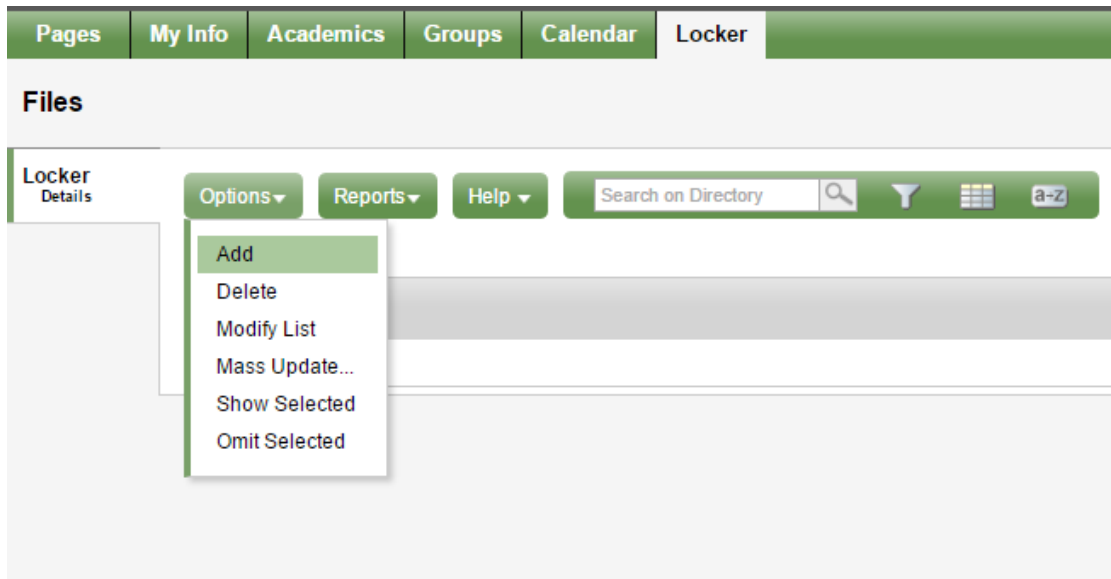 Pages My Info Academics Groups Calendar Locker
Files
Locker
Details
Options Reports Help Search on Directory a-z
Add
Delete
Modify List
Mass Update...
Show Selected
Omit Selected